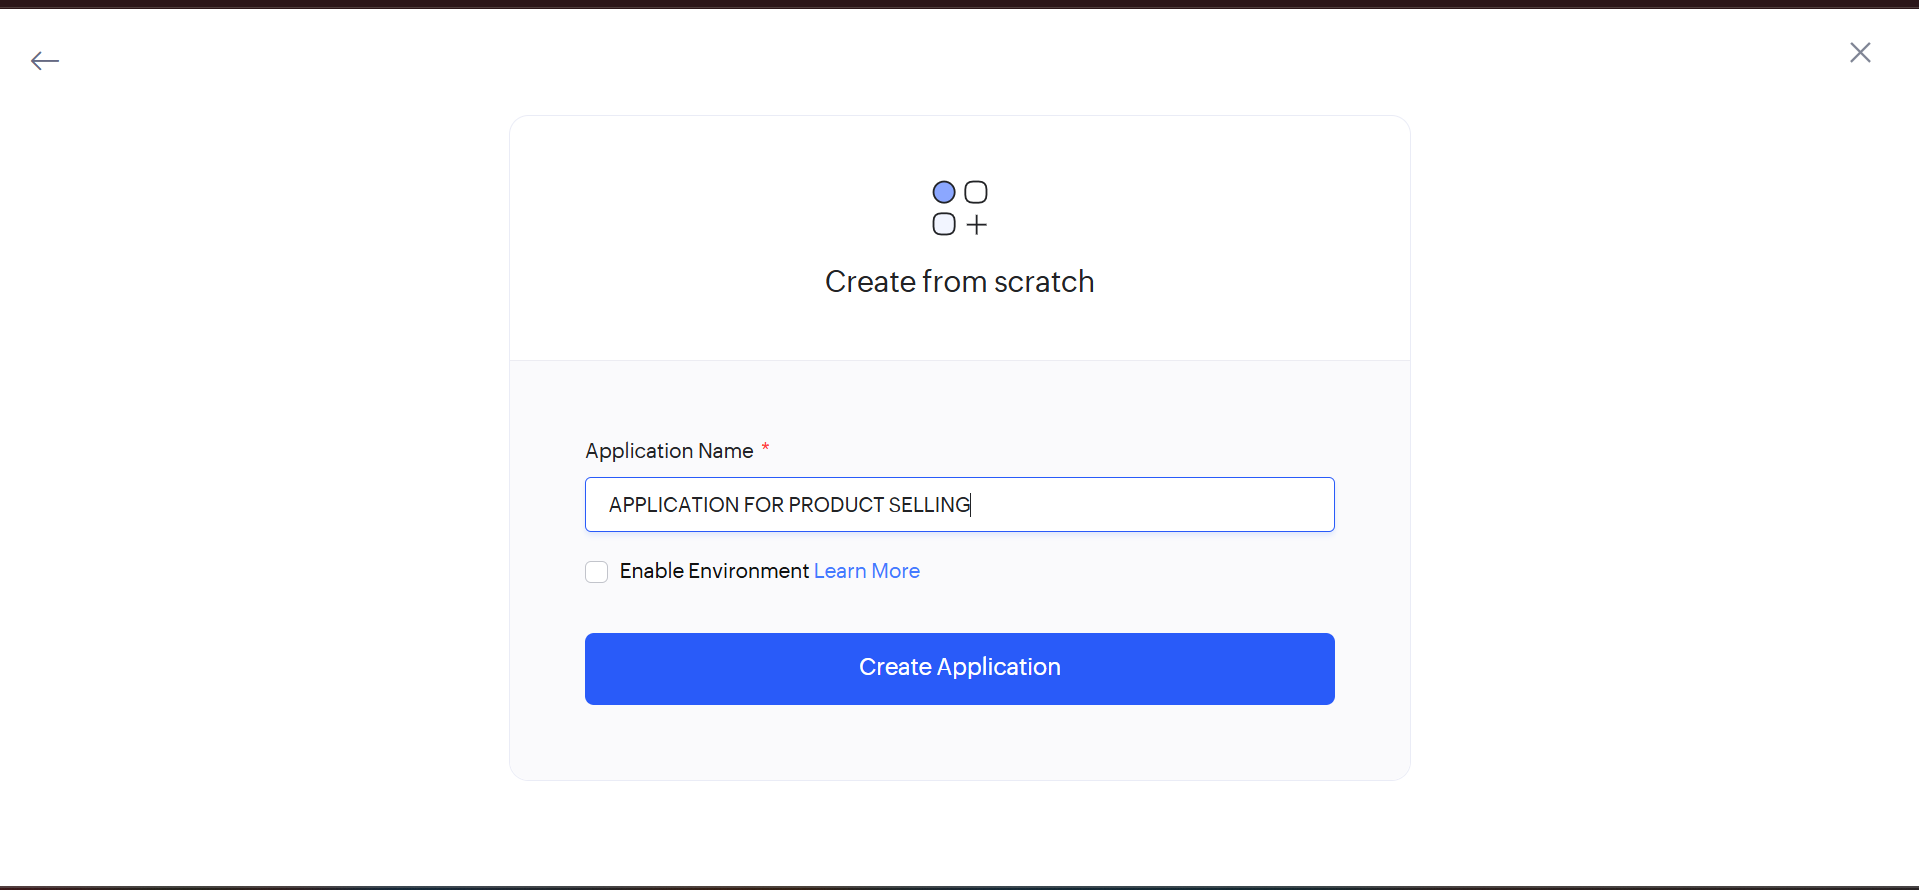 Create from scratch
Application Name *
APPLICATION FOR PRODUCT SELLING
Enable Environment Learn More
Create Application